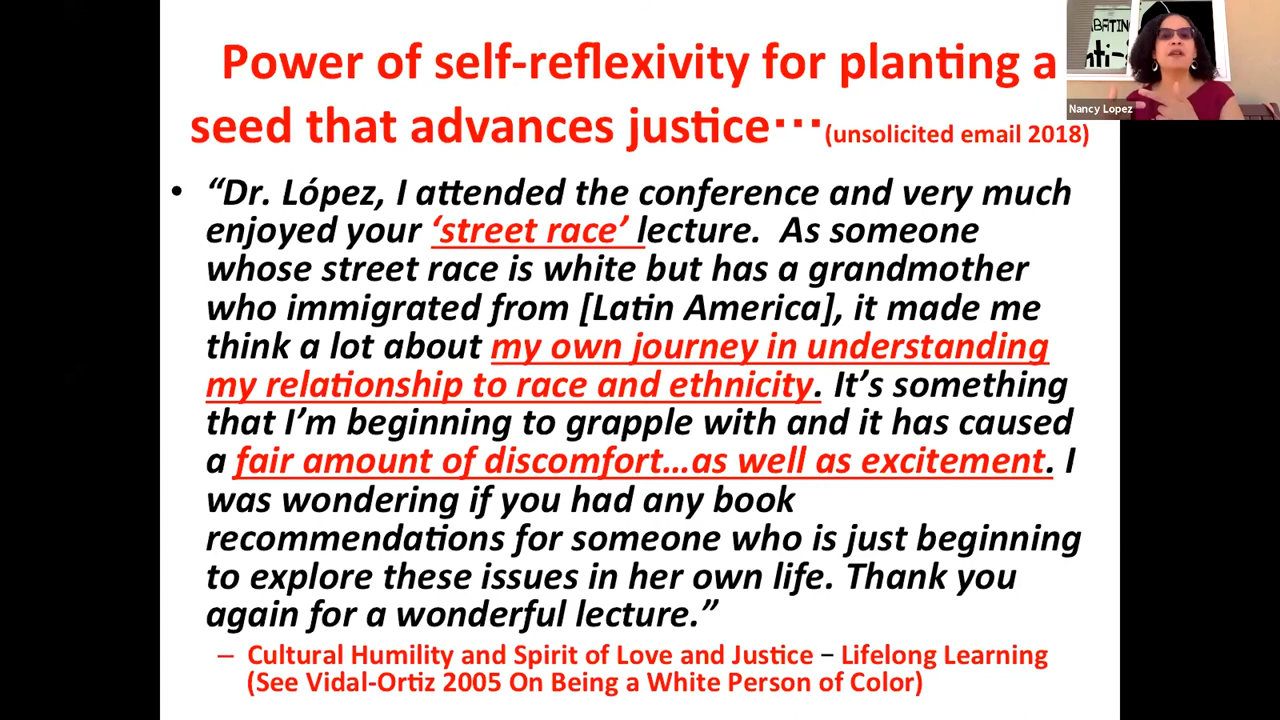 Power of self-reflexivity for planting a
seed that advances justice…(unsolicited email 2018)
• “Dr. López, I attended the conference and very much
enjoyed your ‘street race’ lecture.  As someone
whose street race is white but has a grandmother
who immigrated from [Latin America], it made me
think a lot about my own journey in understanding
my relationship to race and ethnicity. It’s something
that I’m beginning to grapple with and it has caused
a fair amount of discomfort…as well as excitement. I
was wondering if you had any book
recommendations for someone who is just beginning
to explore these issues in her own life. Thank you
again for a wonderful lecture.”
– Cultural Humility and Spirit of Love and Justice – Lifelong Learning
(See Vidal-Ortiz 2005 On Being a White Person of Color)
Nancy Lopez